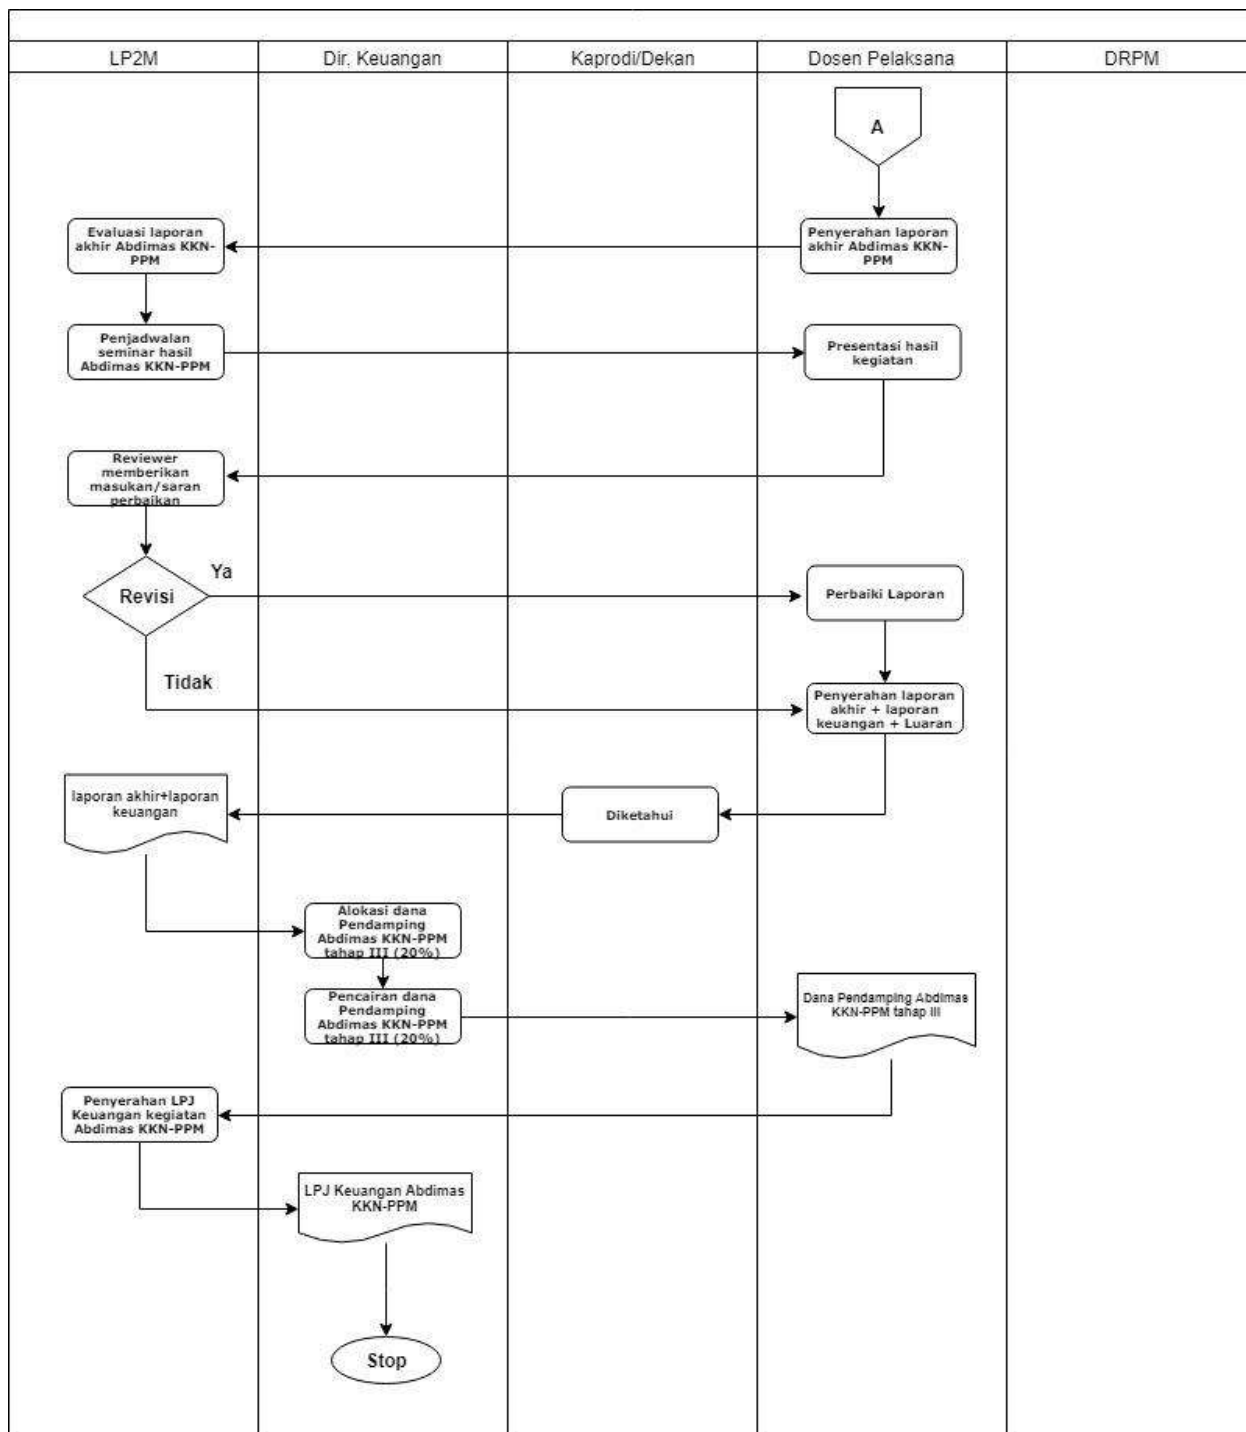 LP2M
Dir. Keuangan
Kaprodi/Dekan
Dosen Pelaksana
DRPM
A
Evaluasi laporan
akhir Abdimas KKN-
PPM
Penyerahan laporan
akhir Abdimas KKN-
PPM
Penjadwalan
seminar hasil
Abdimas KKN-PPM
Presentasi hasil
kegiatan
Reviewer
memberikan
masukan/saran
perbaikan
Revisi
Ya
Perbaiki Laporan
Tidak
Penyerahan laporan
akhir + laporan
keuangan + Luaran
laporan akhir+laporan
keuangan
Diketahui
Alokasi dana
Pendamping
Abdimas KKN-PPM
tahap III (20%)
Pencairan dana
Pendamping
Abdimas KKN-PPM
tahap III (20%)
Dana Pendamping Abdimas
KKN-PPM tahap III
Penyerahan LPJ
Keuangan kegiatan
Abdimas KKN-PPM
LPJ Keuangan Abdimas
KKN-PPM
Stop